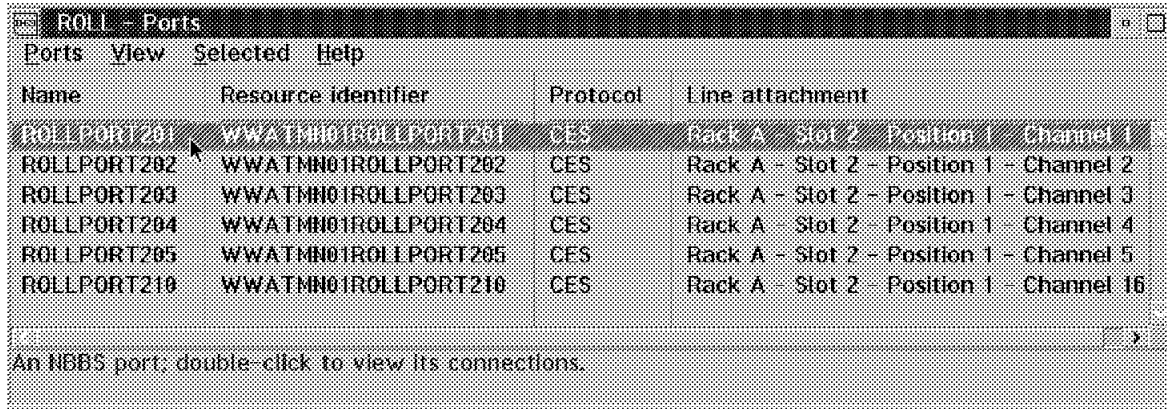 ROLL - Ports
Ports View Selected Help
Name Resource identifier Protocol Line attachment
ROLLPORT201 WWATMN01ROLLPORT201 CES Rack A - Slot 2 - Position 1 - Channel 1
ROLLPORT202 WWATMN01ROLLPORT202 CES Rack A - Slot 2 - Position 1 - Channel 2
ROLLPORT203 WWATMN01ROLLPORT203 CES Rack A - Slot 2 - Position 1 - Channel 3
ROLLPORT204 WWATMN01ROLLPORT204 CES Rack A - Slot 2 - Position 1 - Channel 4
ROLLPORT205 WWATMN01ROLLPORT205 CES Rack A - Slot 2 - Position 1 - Channel 5
ROLLPORT210 WWATMN01ROLLPORT210 CES Rack A - Slot 2 - Position 1 - Channel 16
An NBBS port; double-click to view its connections.